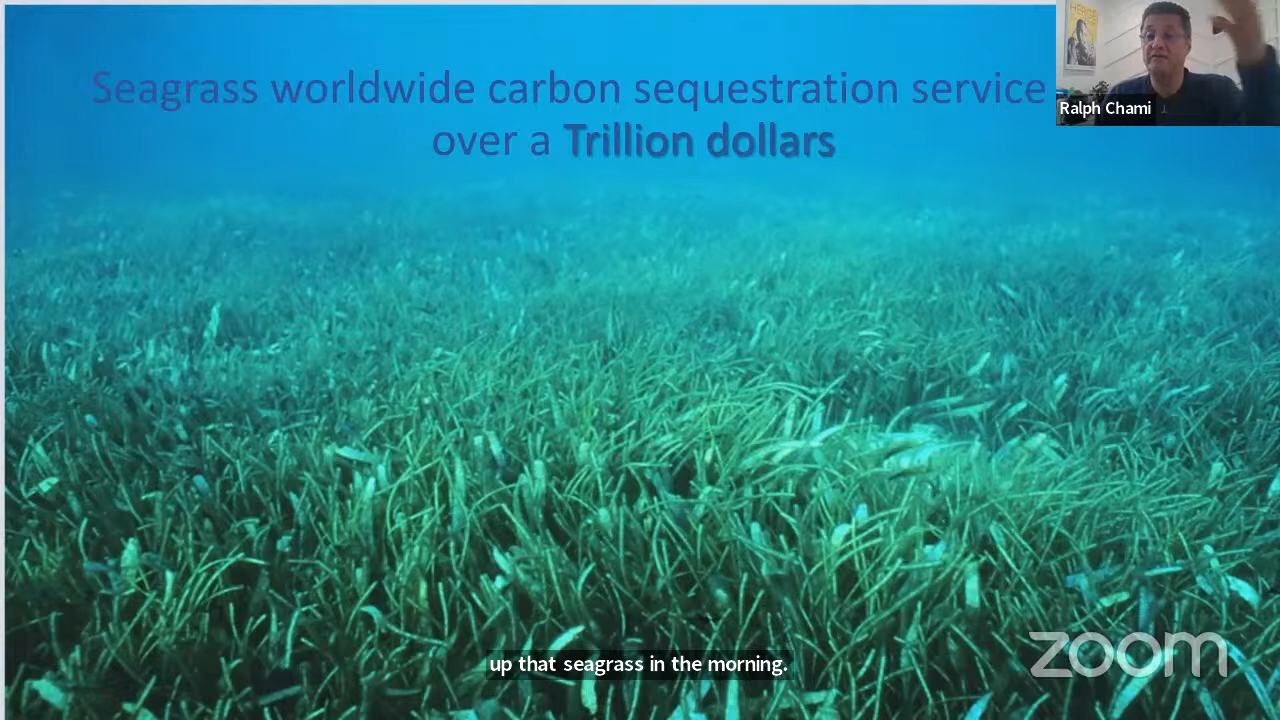 Seagrass worldwide carbon sequestration service
over a Trillion dollars
Ralph Chami
up that seagrass in the morning.
zoom